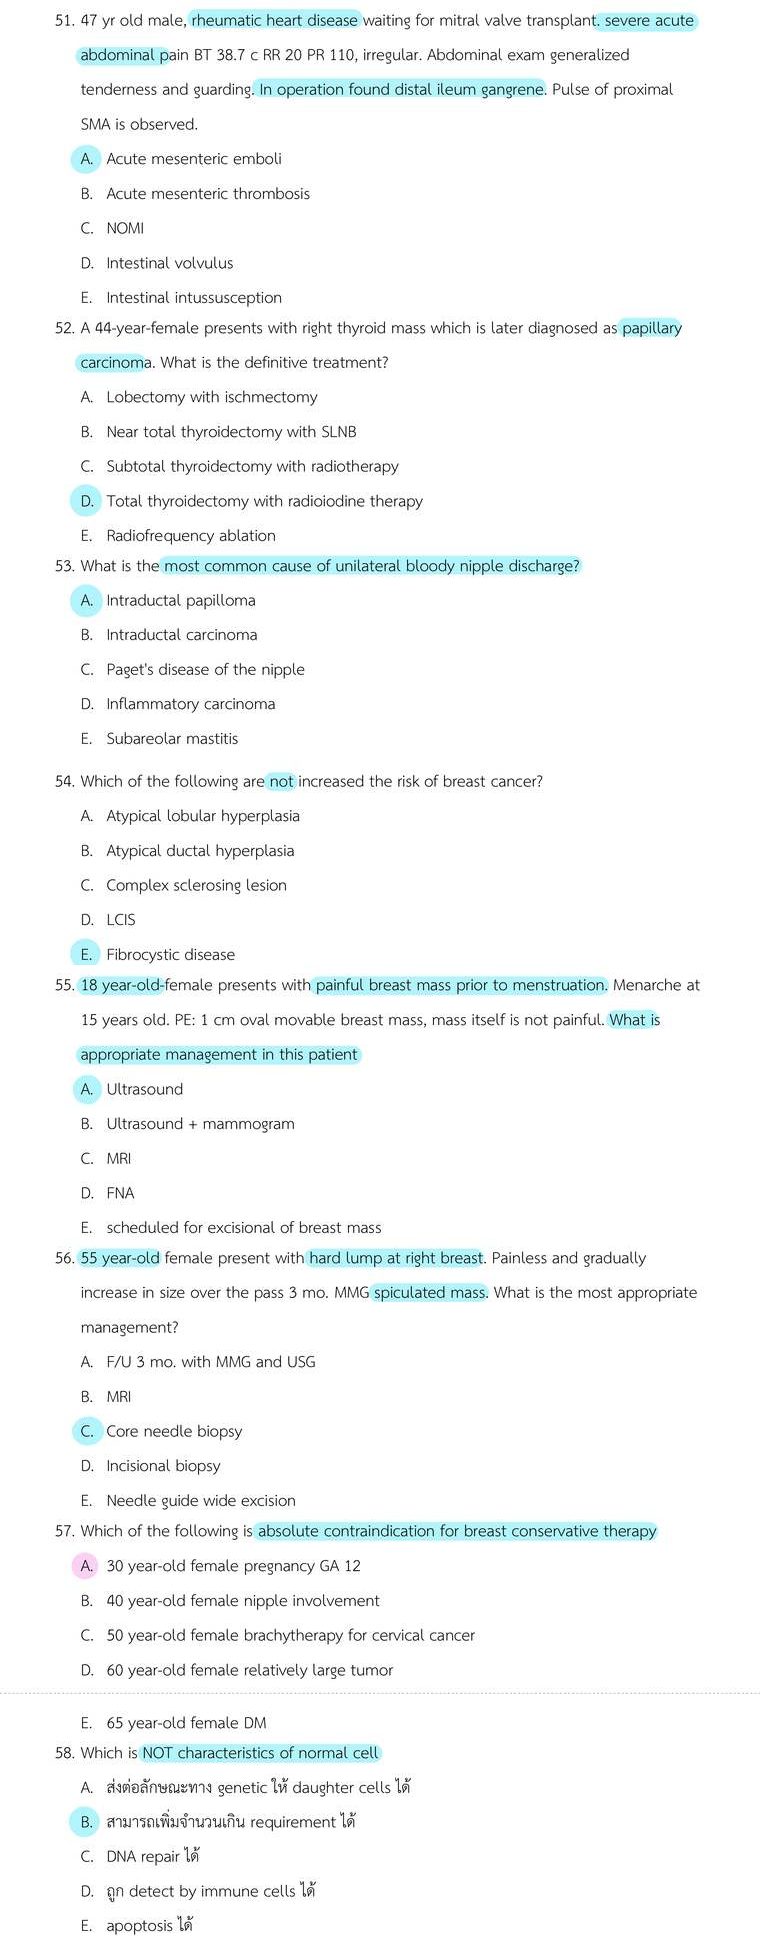 51. 47 yr old male, rheumatic heart disease waiting for mitral valve transplant. severe acute
abdominal pain BT 38.7 c RR 20 PR 110, irregular. Abdominal exam generalized
tenderness and guarding. In operation found distal ileum gangrene. Pulse of proximal
SMA is observed.
A. Acute mesenteric emboli
B. Acute mesenteric thrombosis
C. NOMI
D. Intestinal volvulus
E. Intestinal intussusception
52. A 44-year-female presents with right thyroid mass which is later diagnosed as papillary
carcinoma. What is the definitive treatment?
A. Lobectomy with ischmectomy
B. Near total thyroidectomy with SLNB
C. Subtotal thyroidectomy with radiotherapy
D. Total thyroidectomy with radioiodine therapy
E. Radiofrequency ablation
53. What is the most common cause of unilateral bloody nipple discharge?
A. Intraductal papilloma
B. Intraductal carcinoma
C. Paget's disease of the nipple
D. Inflammatory carcinoma
E. Subareolar mastitis
54. Which of the following are not increased the risk of breast cancer?
A. Atypical lobular hyperplasia
B. Atypical ductal hyperplasia
C. Complex sclerosing lesion
D. LCIS
E. Fibrocystic disease
55. 18 year-old-female presents with painful breast mass prior to menstruation. Menarche at
15 years old. PE: 1 cm oval movable breast mass, mass itself is not painful. What is
appropriate management in this patient
A. Ultrasound
B. Ultrasound + mammogram
C. MRI
D. FNA
E. scheduled for excisional of breast mass
56. 55 year-old female present with hard lump at right breast. Painless and gradually
increase in size over the pass 3 mo. MMG spiculated mass. What is the most appropriate
management?
A. F/U 3 mo. with MMG and USG
B. MRI
C. Core needle biopsy
D. Incisional biopsy
E. Needle guide wide excision
57. Which of the following is absolute contraindication for breast conservative therapy
A. 30 year-old female pregnancy GA 12
B. 40 year-old female nipple involvement
C. 50 year-old female brachytherapy for cervical cancer
D. 60 year-old female relatively large tumor
E. 65 year-old female DM
58. Which is NOT characteristics of normal cell
A. ส่งต่อลักษณะทาง genetic ให้ daughter cells ได้
B. สามารถเพิ่มจำนวนเกิน requirement ได้
C. DNA repair ได้
D. ถูก detect by immune cells ได้
E. apoptosis ได้